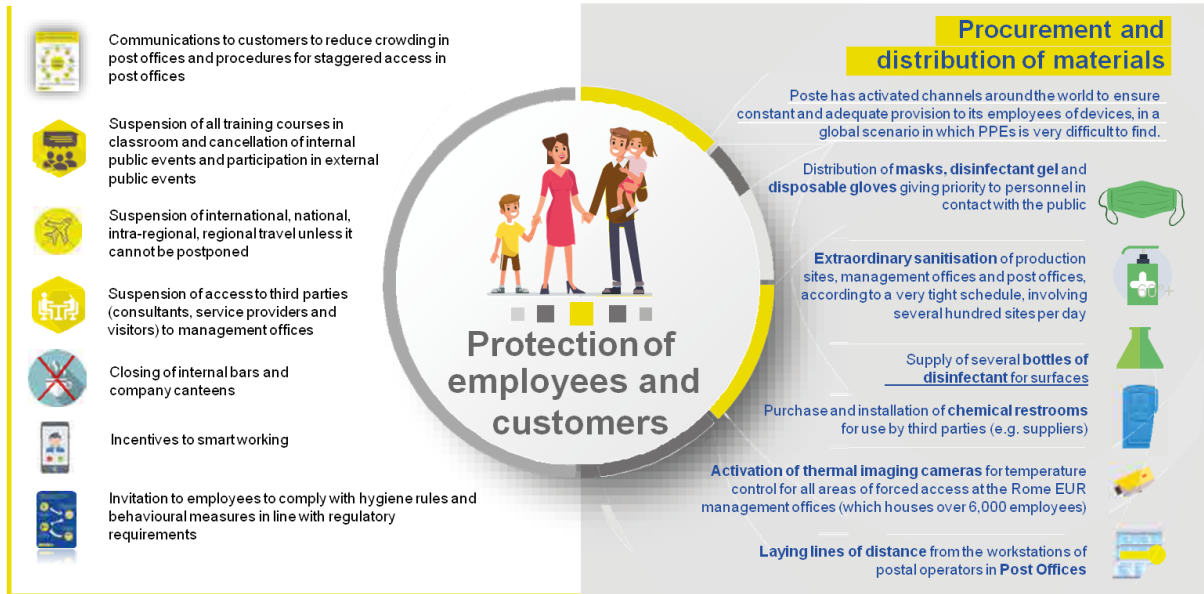 Communications to customers to reduce crowding in
post offices and procedures for staggered access in
post offices
Suspension of all training courses in
classroom and cancellation of internal
public events and participation in external
public events
Suspension of international, national,
intra-regional, regional travel unless it
cannot be postponed
Suspension of access to third parties
(consultants, service providers and
visitors) to management offices
Closing of internal bars and
company canteens
Incentives to smart working
Invitation to employees to comply with hygiene rules and
behavioural measures in line with regulatory
requirements
Protection of
employees and
customers
Procurement and
distribution of materials
Poste has activated channels around the world to ensure
constant and adequate provision to its employees of devices, in a
global scenario in which PPEs is very difficult to find.
Distribution of masks, disinfectant gel and
disposable gloves giving priority to personnel in
contact with the public
Extraordinary sanitisation of production
sites, management offices and post offices,
according to a very tight schedule, involving
several hundred sites per day
Supply of several bottles of
disinfectant for surfaces
Purchase and installation of chemical restrooms
for use by third parties (e.g. suppliers)
Activation of thermal imaging cameras for temperature
control for all areas of forced access at the Rome EUR
management offices (which houses over 6,000 employees)
Laying lines of distance from the workstations of
postal operators in Post Offices